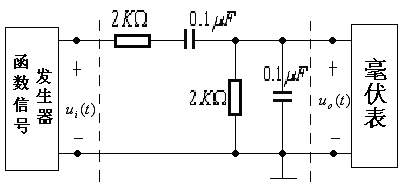 函数信号
发生器
+
u_i(t)
−
2KΩ
0.1μF
2KΩ
0.1μF
+
u_o(t)
−
毫伏表